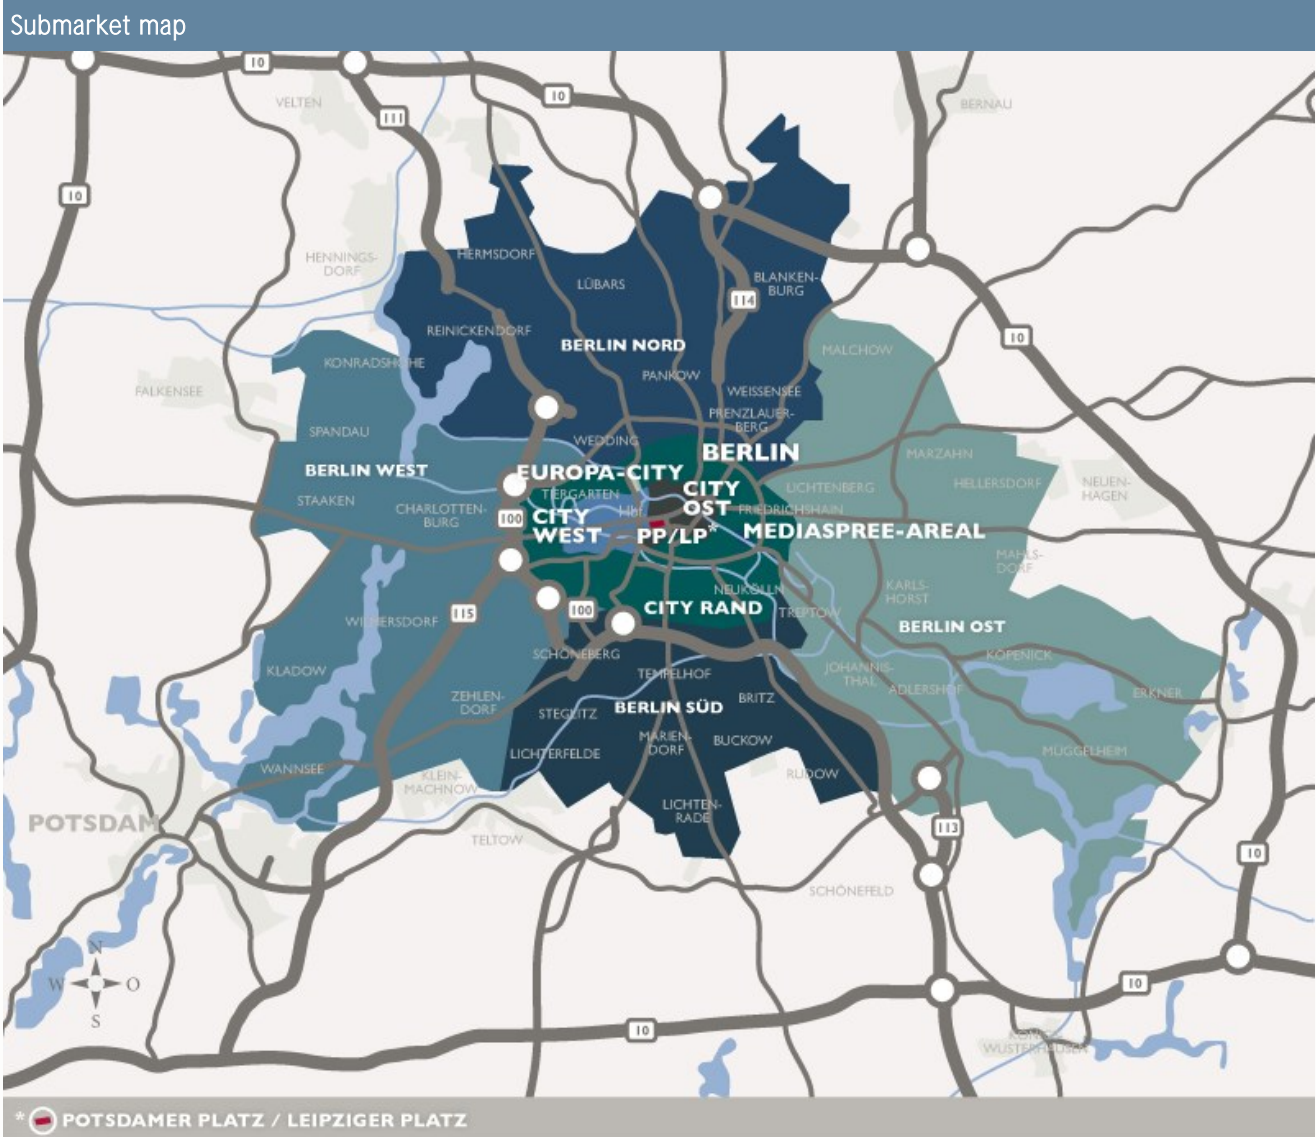 Submarket map
10
10
VELTEN
111
BERNAU
10
HENNINGS-
DORF
HERMSDORF
LÜBARS
BLANKEN-
BURG
114
REINICKENDORF
BERLIN NORD
10
MALCHOW
KONRADSHÖHE
FALKENSEE
PANKOW
WEISSENSEE
PRENZLAUER-
BERG
SPANDAU
WEDDING
BERLIN
MARZAHN
BERLIN WEST
EUROPA-CITY
HELLERSDORF
NEUEN-
HAGEN
STAAKEN
TIERGARTEN
CITY
OST
LICHTENBERG
CHARLOTTEN-
BURG
100
CITY
WEST
Hbf
FRIEDRICHSHAIN
PP/LP*
MEDIASPREE-AREAL
MAHLS-
DORF
KARLS-
HORST
NEUKÖLLN
WILMERSDORF
115
100
CITY RAND
TREPTOW
BERLIN OST
KLADOW
SCHÖNEBERG
TEMPELHOF
JOHANNIS-
THAL
KÖPENICK
ZEHLEN-
DORF
STEGLITZ
BERLIN SÜD
BRITZ
ADLERSHOF
ERKNER
LICHTERFELDE
MARIEN-
DORF
BUCKOW
MÜGGELHEIM
WANNSEE
KLEIN-
MACHNOW
RUDOW
LICHTEN-
RADE
POTSDAM
TELTOW
113
10
SCHÖNEFELD
N
W
O
S
10
10
KÖNIGS-
WUSTERHAUSEN
* POTSDAMER PLATZ / LEIPZIGER PLATZ